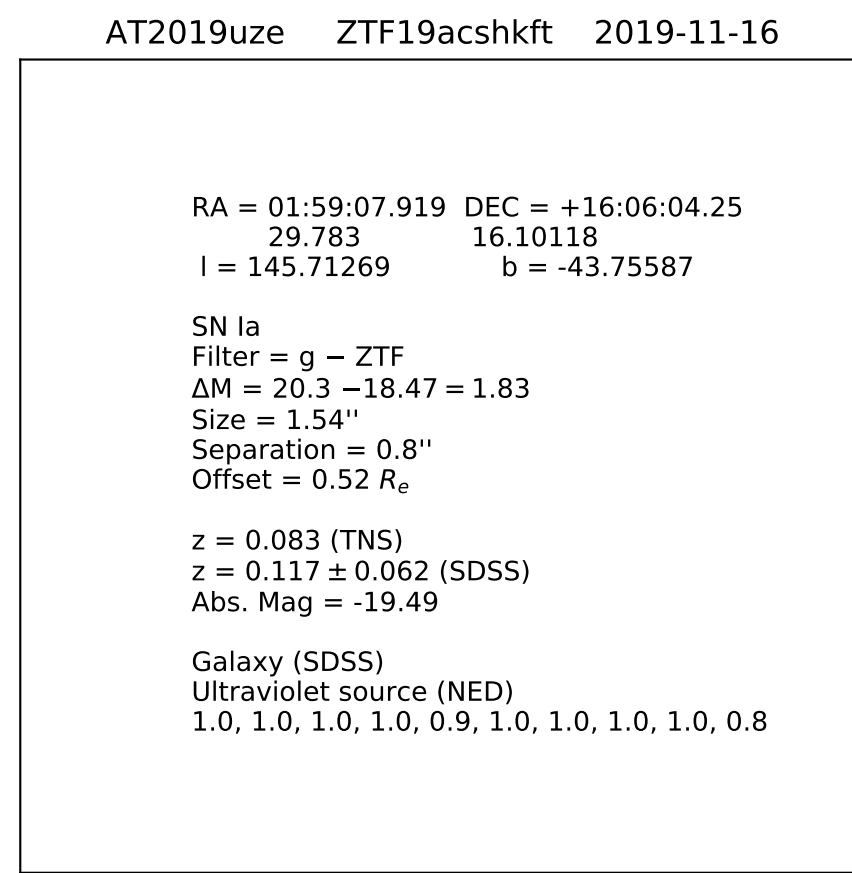 AT2019uze ZTF19acshkft 2019-11-16
RA = 01:59:07.919 DEC = +16:06:04.25
29.783 16.10118
l = 145.71269 b = -43.75587
SN Ia
Filter = g − ZTF
ΔM = 20.3 −18.47 = 1.83
Size = 1.54''
Separation = 0.8''
Offset = 0.52 Re
z = 0.083 (TNS)
z = 0.117 ± 0.062 (SDSS)
Abs. Mag = -19.49
Galaxy (SDSS)
Ultraviolet source (NED)
1.0, 1.0, 1.0, 1.0, 0.9, 1.0, 1.0, 1.0, 1.0, 0.8